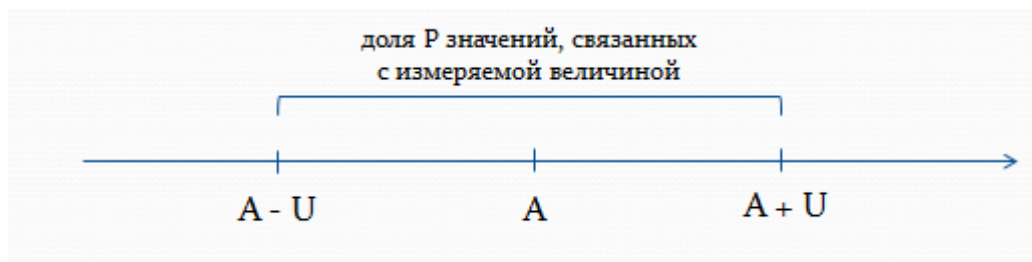 доля P значений, связанных
с измеряемой величиной
A - U A A + U